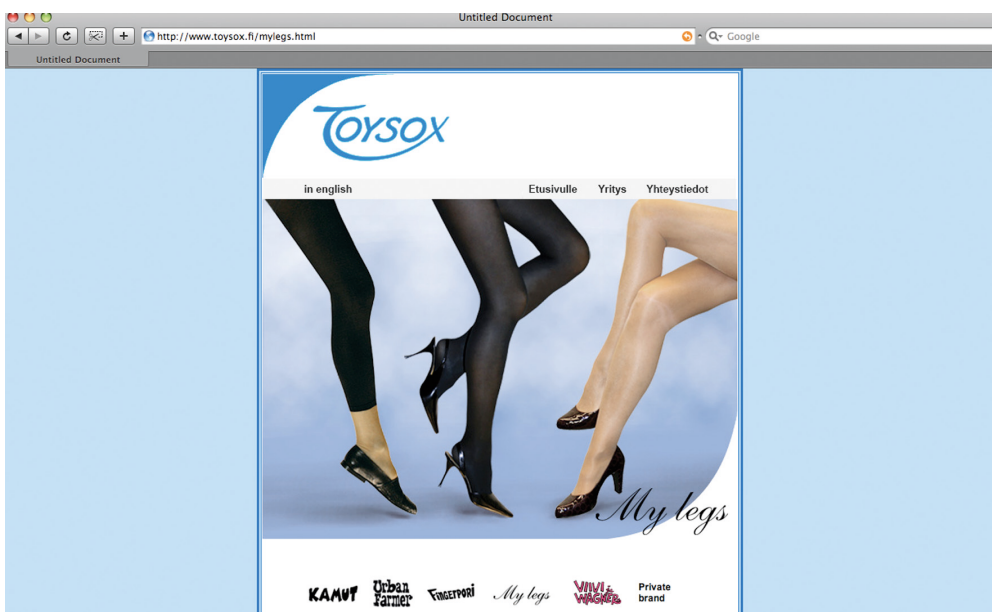 Untitled Document
http://www.toysox.fi/mylegs.html
Google
Untitled Document
TOYSOX
in english Etusivulle Yritys Yhteystiedot
My legs
KAMUT Urban Farmer FINGERPORI My legs VIIVI & WAGNER Private brand